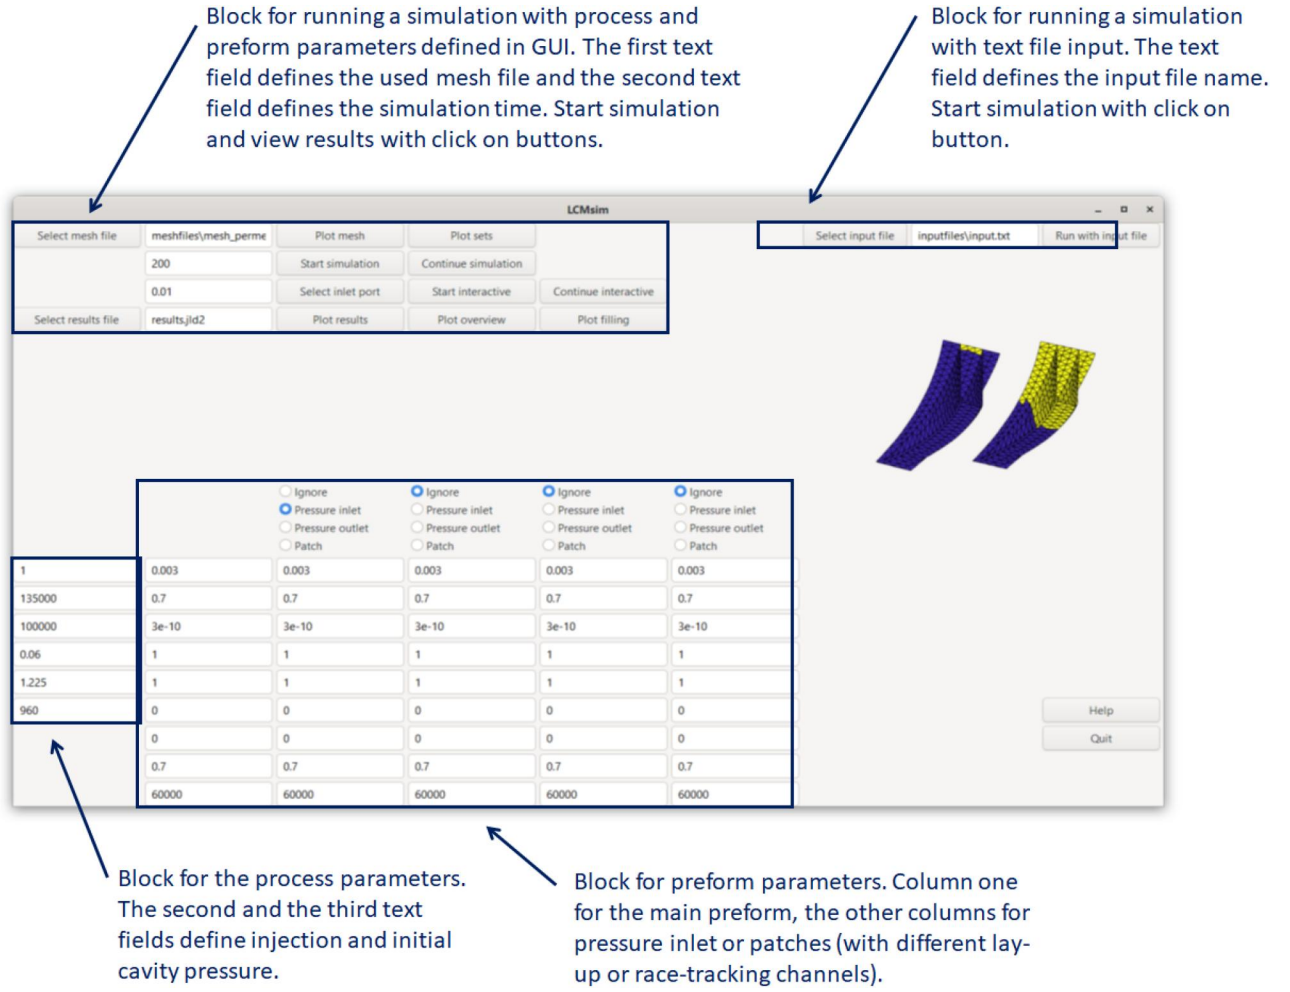 Block for running a simulation with process and
preform parameters defined in GUI. The first text
field defines the used mesh file and the second text
field defines the simulation time. Start simulation
and view results with click on buttons.
Block for running a simulation
with text file input. The text
field defines the input file name.
Start simulation with click on
button.
LCMsim
Select mesh file meshfiles\mesh_perme Plot mesh Plot sets Select input file inputfiles\input.txt Run with input file
200 Start simulation Continue simulation
0.01 Select inlet port Start interactive Continue interactive
Select results file results.jld2 Plot results Plot overview Plot filling
Ignore Ignore Ignore Ignore
Pressure inlet Pressure inlet Pressure inlet Pressure inlet
Pressure outlet Pressure outlet Pressure outlet Pressure outlet
Patch Patch Patch Patch
1 0.003 0.003 0.003 0.003 0.003
135000 0.7 0.7 0.7 0.7 0.7
100000 3e-10 3e-10 3e-10 3e-10 3e-10
0.06 1 1 1 1 1
1.225 1 1 1 1 1
960 0 0 0 0 0 Help
0 0 0 0 0 Quit
0.7 0.7 0.7 0.7 0.7
60000 60000 60000 60000 60000
Block for the process parameters.
The second and the third text
fields define injection and initial
cavity pressure.
Block for preform parameters. Column one
for the main preform, the other columns for
pressure inlet or patches (with different lay-
up or race-tracking channels).